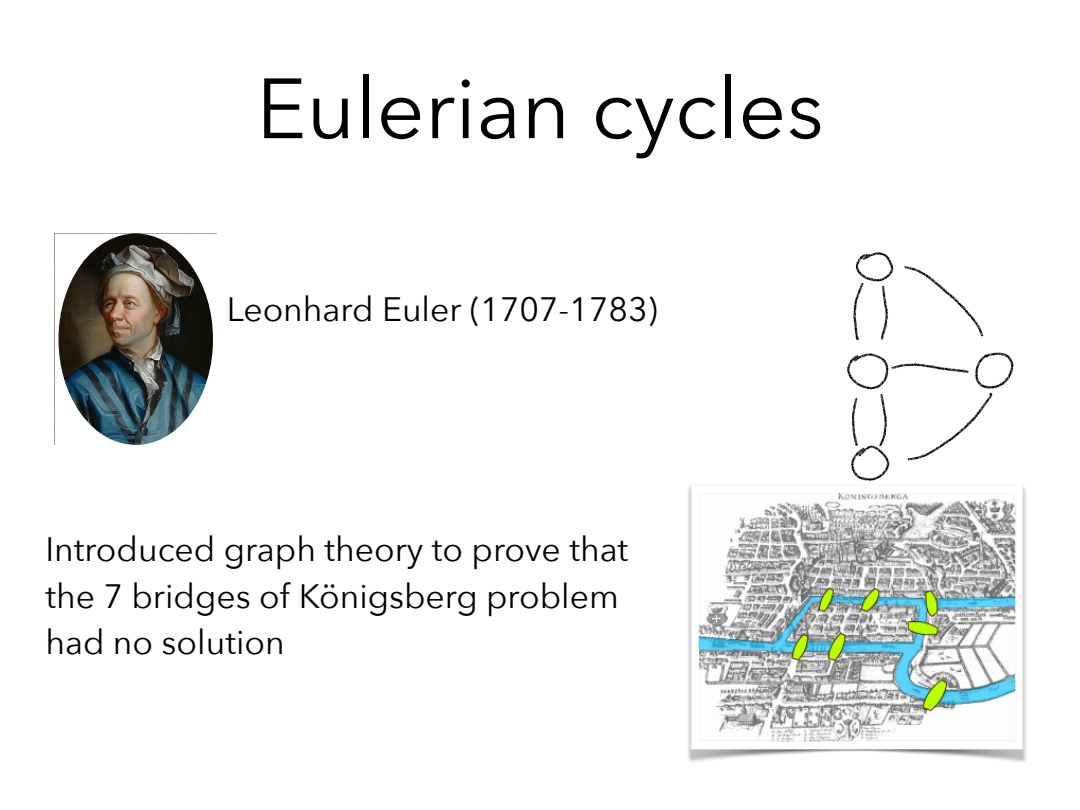 Eulerian cycles
Leonhard Euler (1707-1783)
Introduced graph theory to prove that
the 7 bridges of Königsberg problem
had no solution
KONINGSBERGA